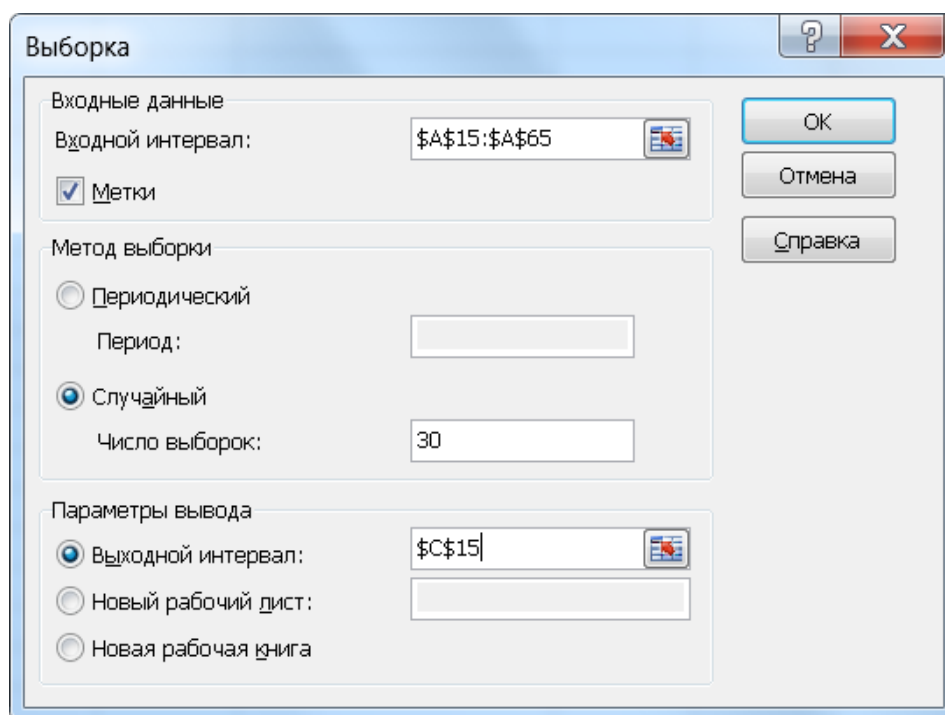 Выборка
Входные данные
Входной интервал: $A$15:$A$65
Метки
Метод выборки
Периодический
Период:
Случайный
Число выборок: 30
Параметры вывода
Выходной интервал: $C$15
Новый рабочий лист:
Новая рабочая книга
ОК
Отмена
Справка